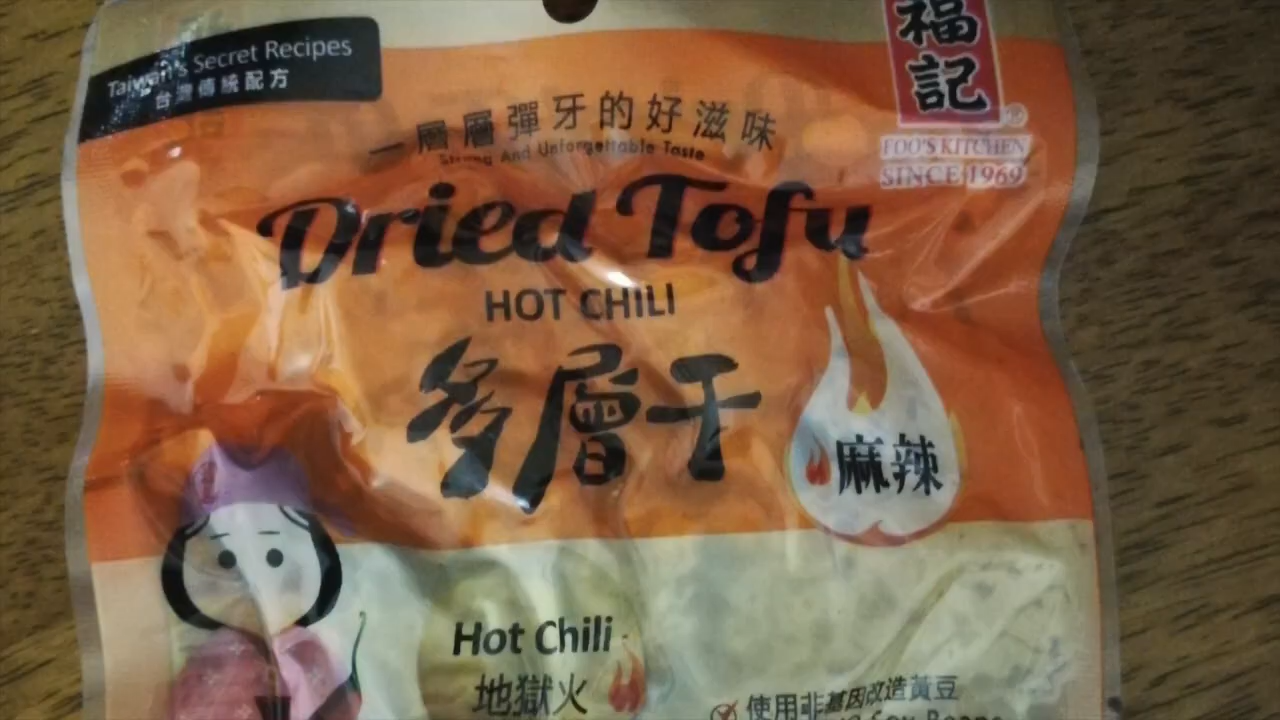 Taiwan's Secret Recipes
台灣傳統配方
福記
®
FOO'S KITCHEN
SINCE 1969
一層層彈牙的好滋味
Strong And Unforgettable Taste
Dried Tofu
HOT CHILI
多層干
麻辣
Hot Chili
地獄火
使用非基因改造黃豆
Soy Beans